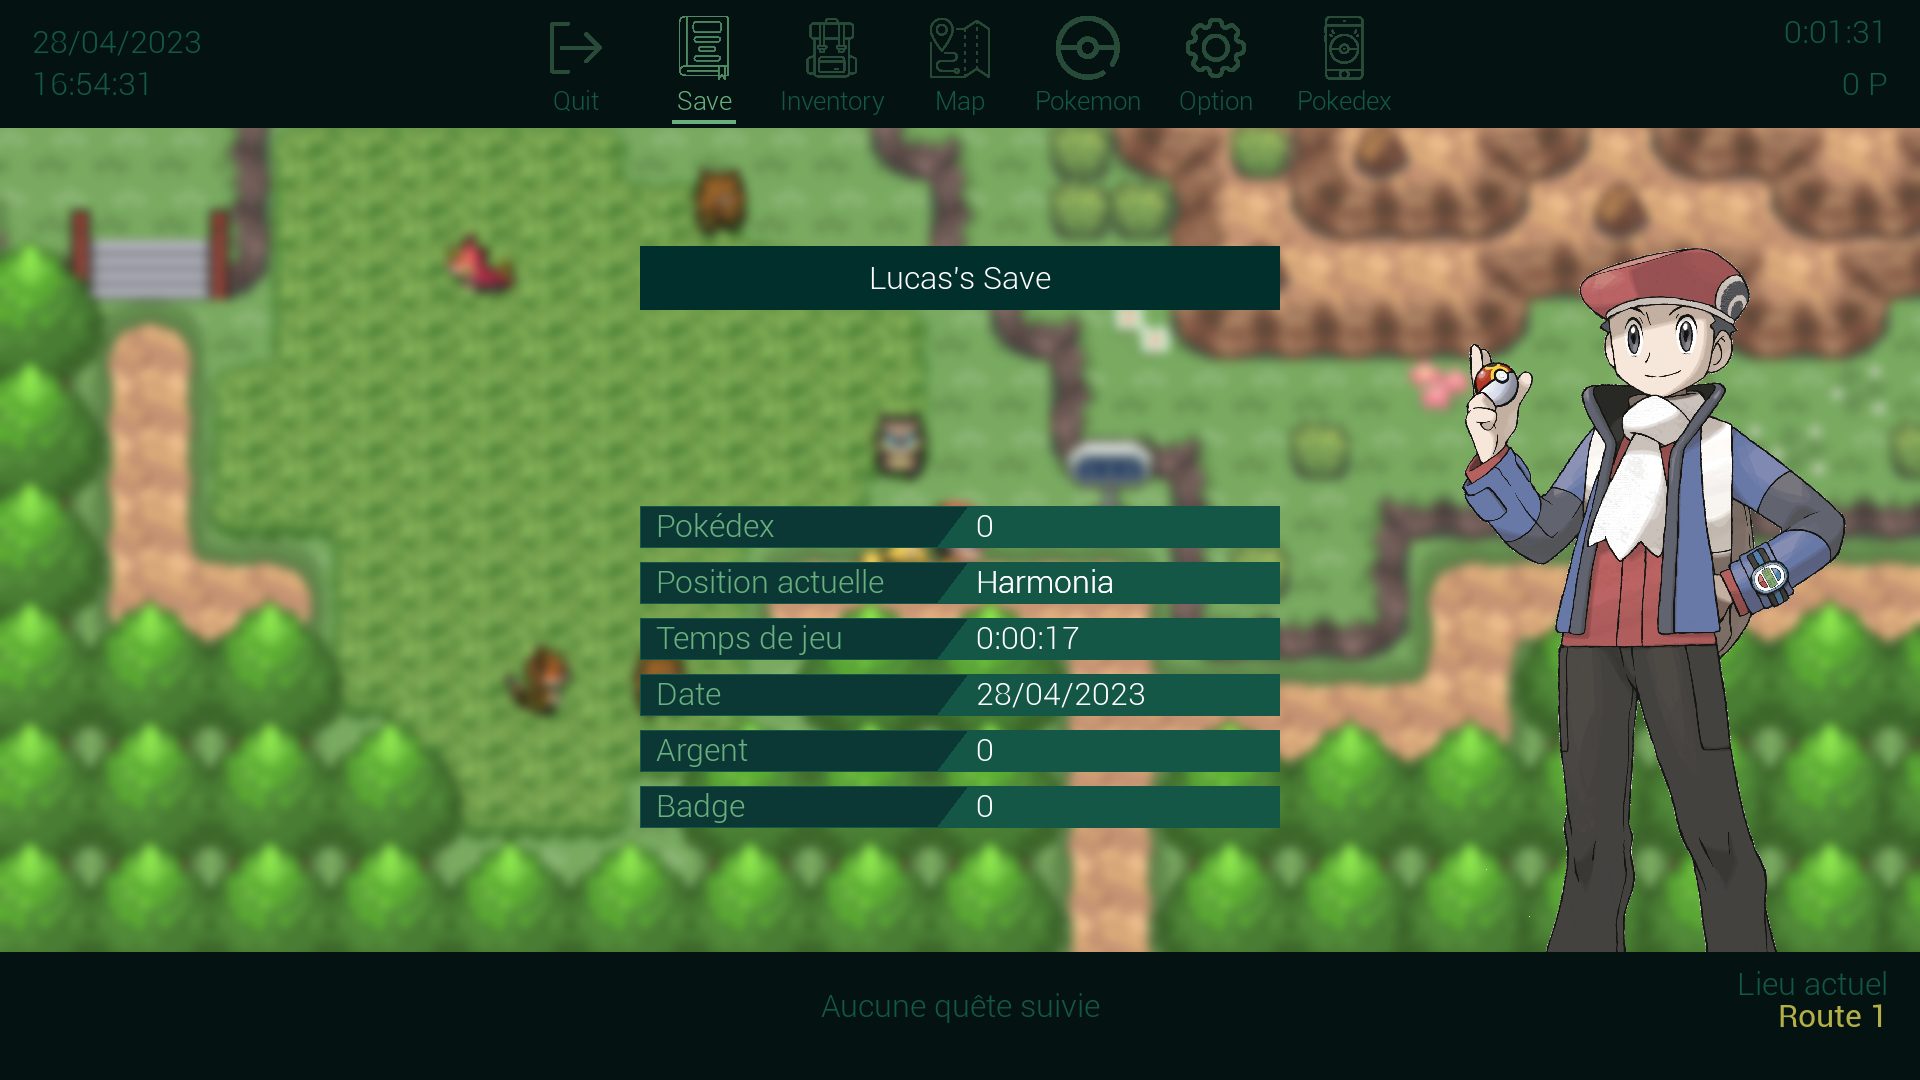 28/04/2023
16:54:31
Quit
Save
Inventory
Map
Pokemon
Option
Pokedex
0:01:31
0 P
Lucas's Save
Pokédex 0
Position actuelle Harmonia
Temps de jeu 0:00:17
Date 28/04/2023
Argent 0
Badge 0
Aucune quête suivie
Lieu actuel
Route 1